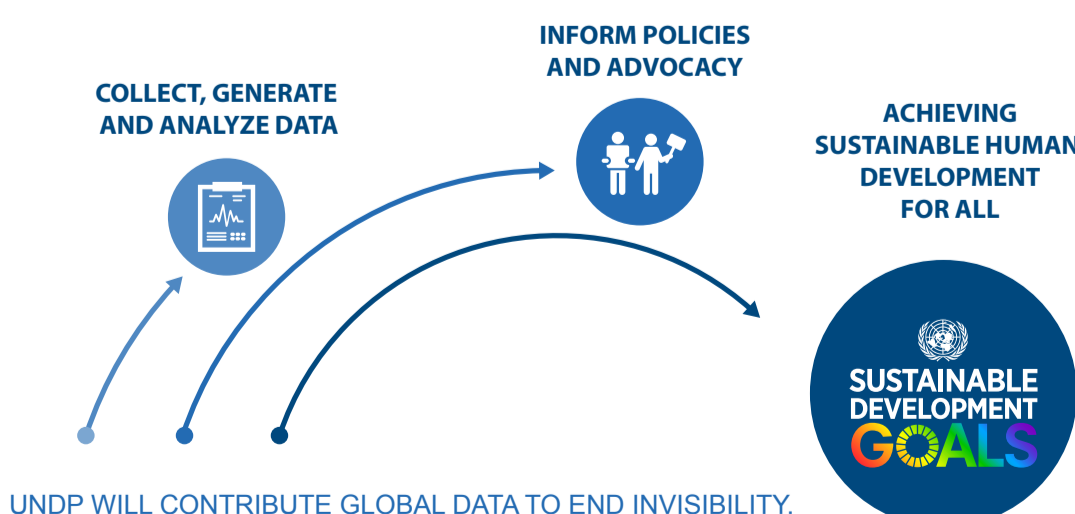 COLLECT, GENERATE
AND ANALYZE DATA
INFORM POLICIES
AND ADVOCACY
ACHIEVING
SUSTAINABLE HUMAN
DEVELOPMENT
FOR ALL
SUSTAINABLE
DEVELOPMENT
GOALS
UNDP WILL CONTRIBUTE GLOBAL DATA TO END INVISIBILITY.